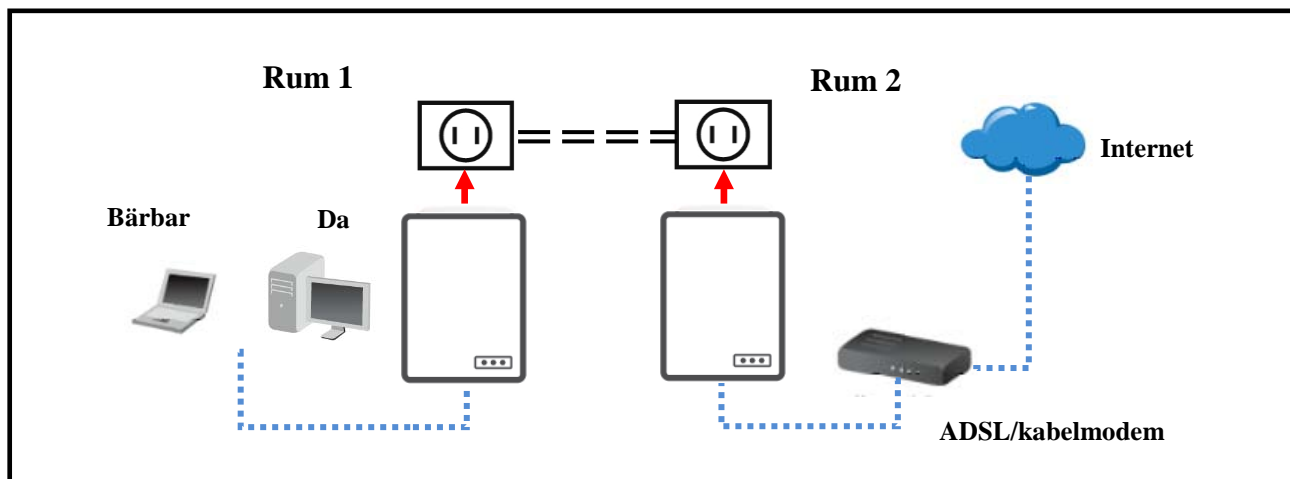 Rum 1
Rum 2
Internet
Bärbar
Da
ADSL/kabelmodem